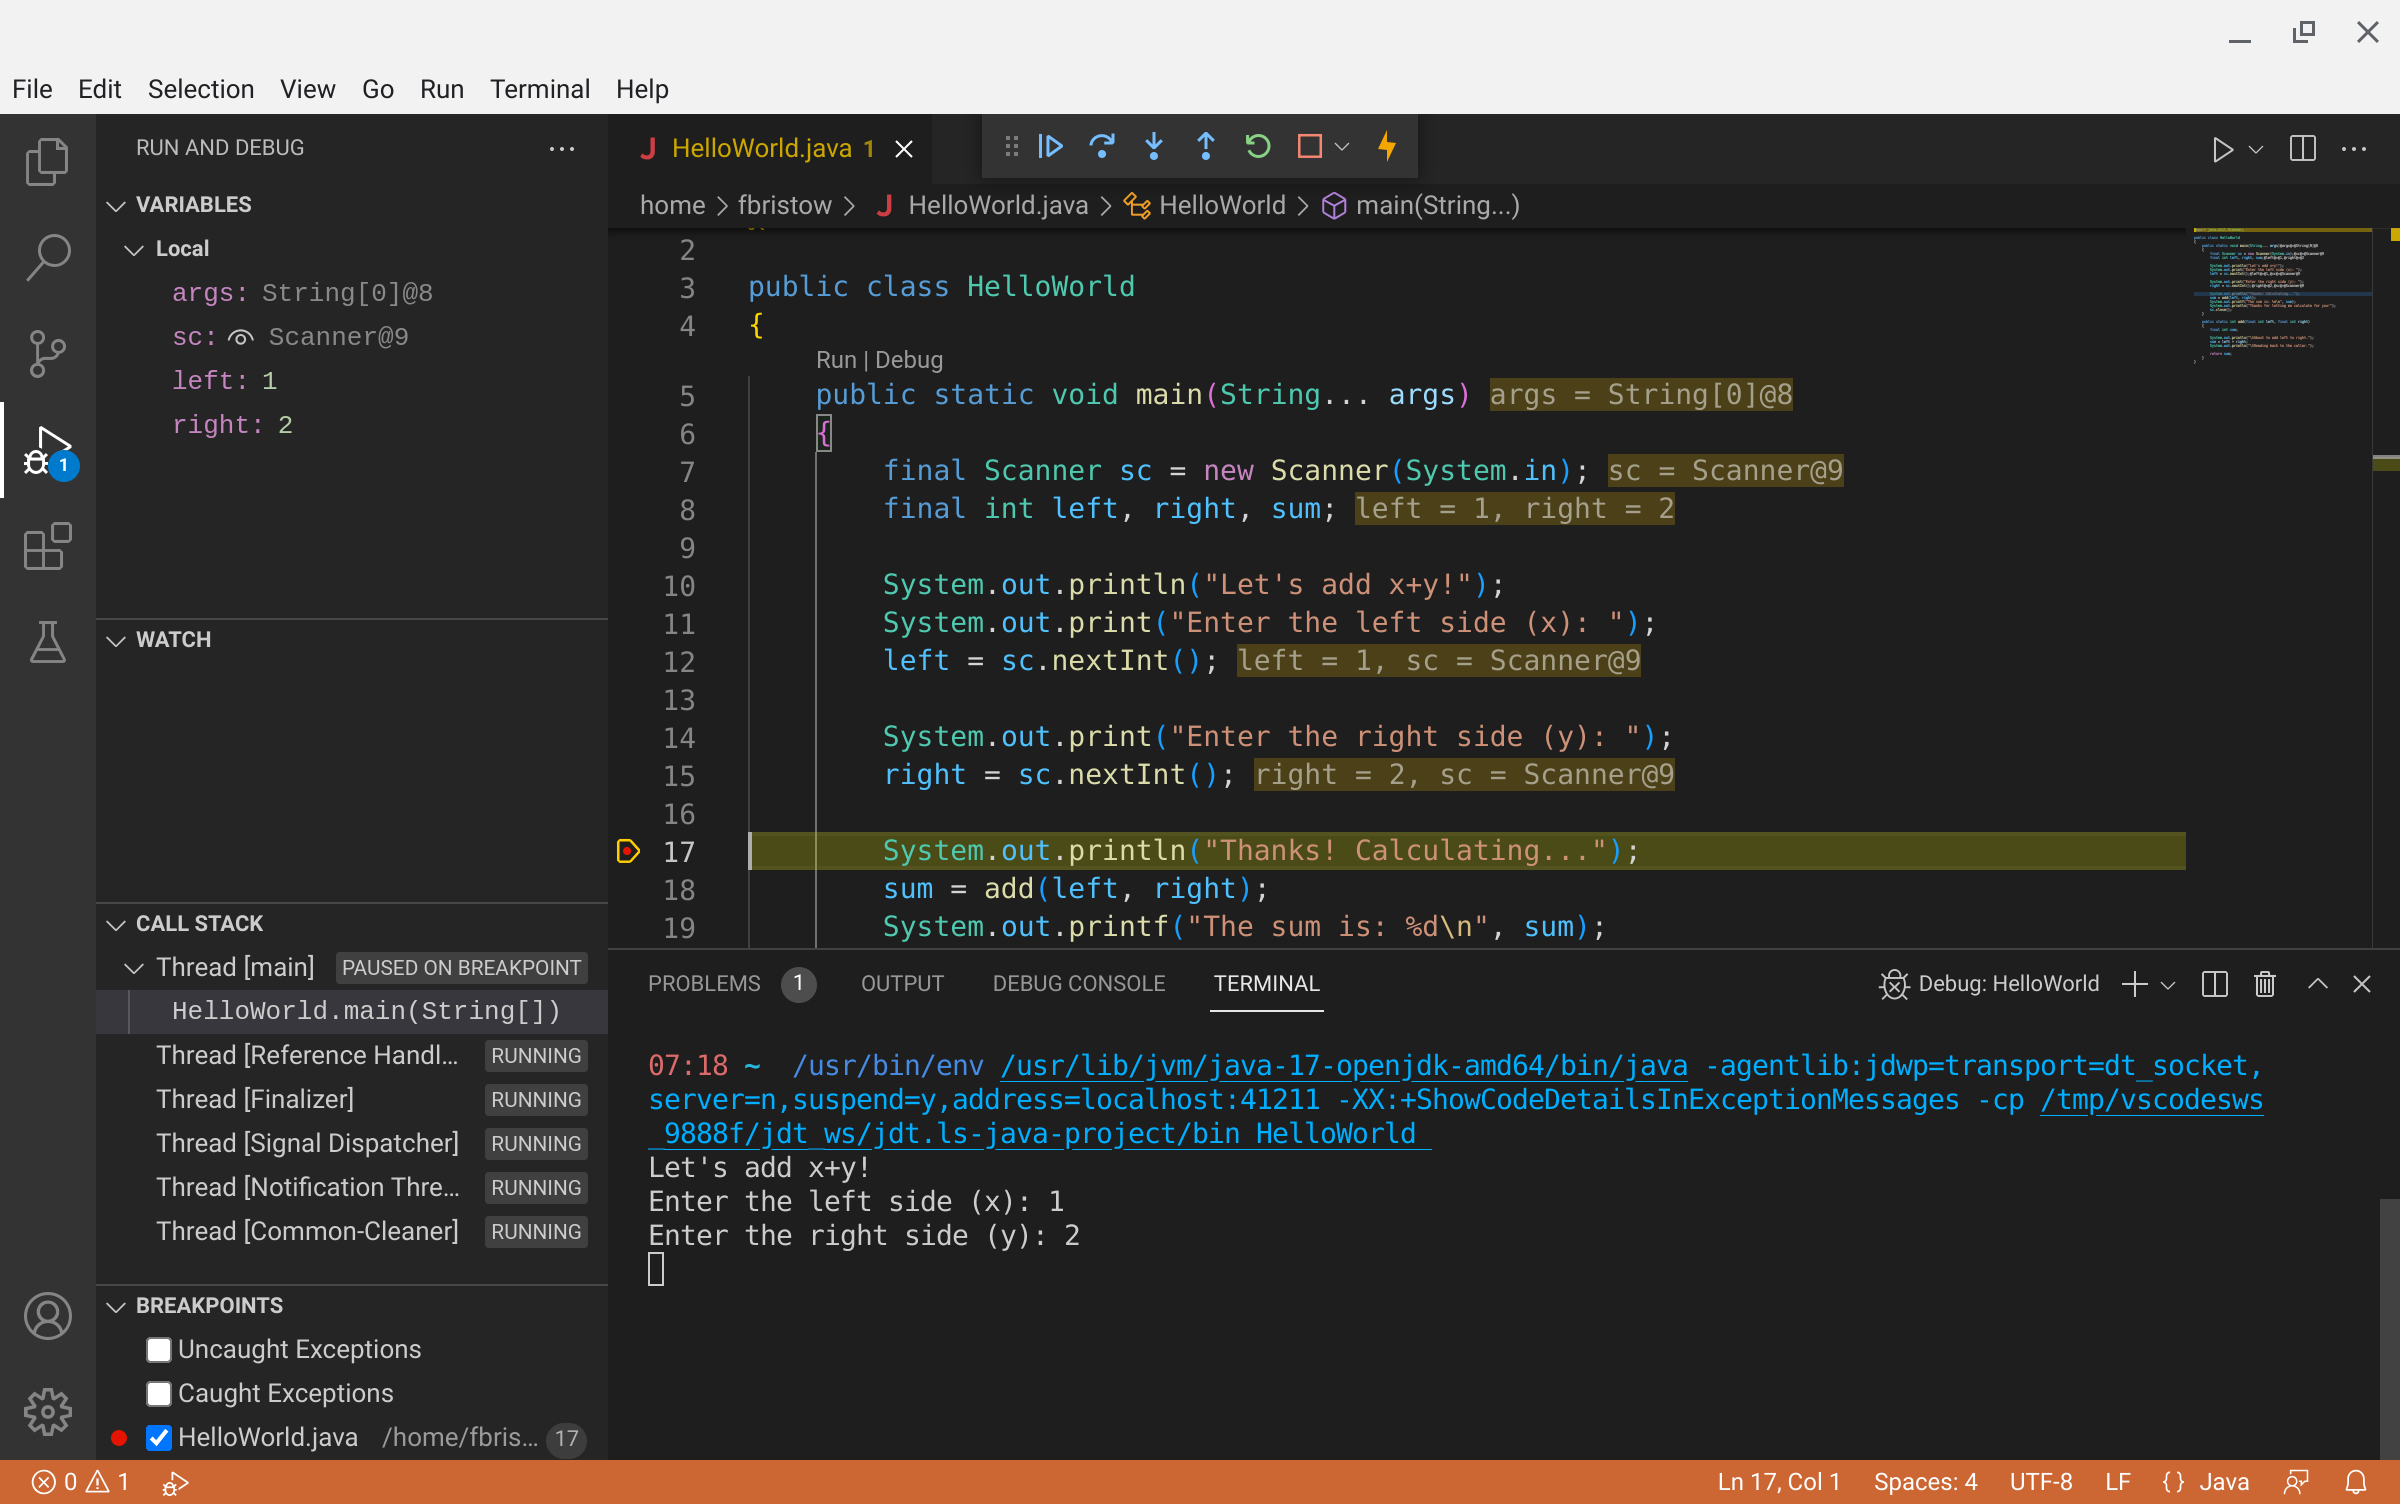 File Edit Selection View Go Run Terminal Help
RUN AND DEBUG
VARIABLES
Local
args: String[0]@8
sc: Scanner@9
left: 1
right: 2
1
WATCH
CALL STACK
Thread [main] PAUSED ON BREAKPOINT
HelloWorld.main(String[])
Thread [Reference Handl... RUNNING
Thread [Finalizer] RUNNING
Thread [Signal Dispatcher] RUNNING
Thread [Notification Thre... RUNNING
Thread [Common-Cleaner] RUNNING
BREAKPOINTS
Uncaught Exceptions
Caught Exceptions
HelloWorld.java /home/fbris... 17
J HelloWorld.java 1
home > fbristow > J HelloWorld.java > HelloWorld > main(String...)
2
3 public class HelloWorld
4 {
Run | Debug
5 public static void main(String... args) args = String[0]@8
6 {
7 final Scanner sc = new Scanner(System.in); sc = Scanner@9
8 final int left, right, sum; left = 1, right = 2
9
10 System.out.println("Let's add x+y!");
11 System.out.print("Enter the left side (x): ");
12 left = sc.nextInt(); left = 1, sc = Scanner@9
13
14 System.out.print("Enter the right side (y): ");
15 right = sc.nextInt(); right = 2, sc = Scanner@9
16
17 System.out.println("Thanks! Calculating...");
18 sum = add(left, right);
19 System.out.printf("The sum is: %d\n", sum);
PROBLEMS 1 OUTPUT DEBUG CONSOLE TERMINAL Debug: HelloWorld
07:18 ~ /usr/bin/env /usr/lib/jvm/java-17-openjdk-amd64/bin/java -agentlib:jdwp=transport=dt_socket,
server=n,suspend=y,address=localhost:41211 -XX:+ShowCodeDetailsInExceptionMessages -cp /tmp/vscodesws
_9888f/jdt_ws/jdt.ls-java-project/bin HelloWorld
Let's add x+y!
Enter the left side (x): 1
Enter the right side (y): 2
0 1 Ln 17, Col 1 Spaces: 4 UTF-8 LF {} Java